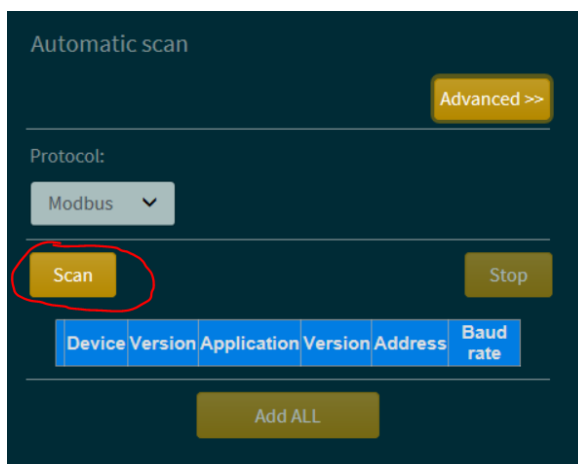 Automatic scan
Advanced >>
Protocol:
Modbus
Scan
Stop
Device Version Application Version Address Baud rate
Add ALL